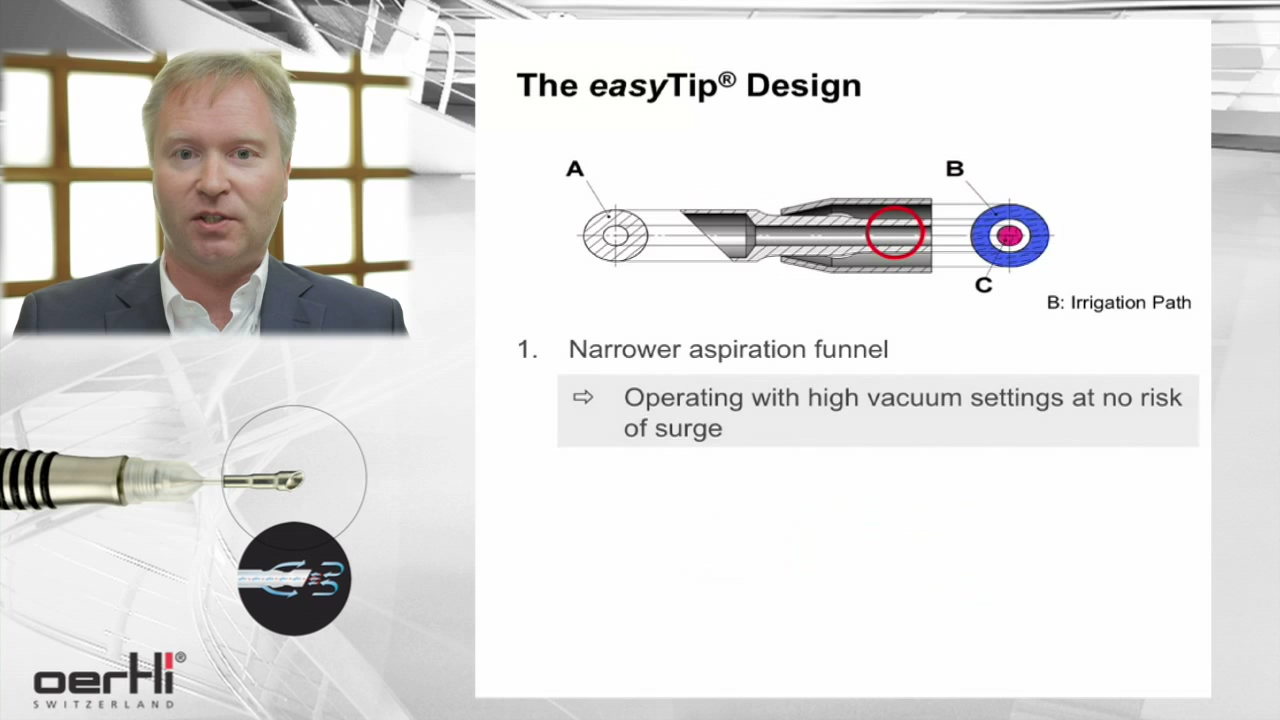 The easyTip® Design
A
B
C
B: Irrigation Path
1. Narrower aspiration funnel
⇨ Operating with high vacuum settings at no risk
of surge
oertli®
SWITZERLAND